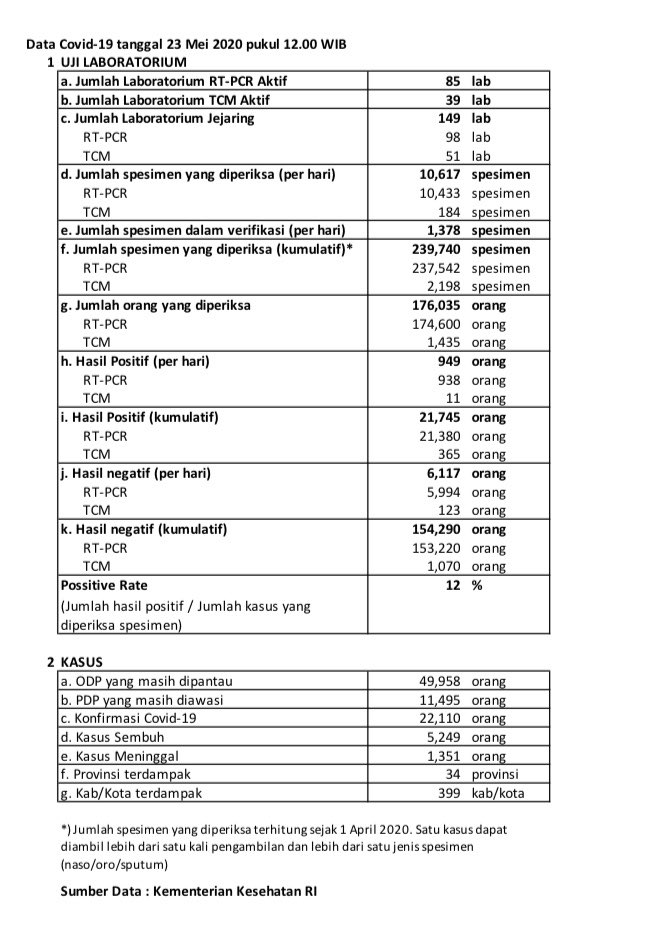 Data Covid-19 tanggal 23 Mei 2020 pukul 12.00 WIB
1 UJI LABORATORIUM
a. Jumlah Laboratorium RT-PCR Aktif 85 lab
b. Jumlah Laboratorium TCM Aktif 39 lab
c. Jumlah Laboratorium Jejaring 149 lab
RT-PCR 98 lab
TCM 51 lab
d. Jumlah spesimen yang diperiksa (per hari) 10,617 spesimen
RT-PCR 10,433 spesimen
TCM 184 spesimen
e. Jumlah spesimen dalam verifikasi (per hari) 1,378 spesimen
f. Jumlah spesimen yang diperiksa (kumulatif)* 239,740 spesimen
RT-PCR 237,542 spesimen
TCM 2,198 spesimen
g. Jumlah orang yang diperiksa 176,035 orang
RT-PCR 174,600 orang
TCM 1,435 orang
h. Hasil Positif (per hari) 949 orang
RT-PCR 938 orang
TCM 11 orang
i. Hasil Positif (kumulatif) 21,745 orang
RT-PCR 21,380 orang
TCM 365 orang
j. Hasil negatif (per hari) 6,117 orang
RT-PCR 5,994 orang
TCM 123 orang
k. Hasil negatif (kumulatif) 154,290 orang
RT-PCR 153,220 orang
TCM 1,070 orang
Possitive Rate 12 %
(Jumlah hasil positif / Jumlah kasus yang
diperiksa spesimen)
2 KASUS
a. ODP yang masih dipantau 49,958 orang
b. PDP yang masih diawasi 11,495 orang
c. Konfirmasi Covid-19 22,110 orang
d. Kasus Sembuh 5,249 orang
e. Kasus Meninggal 1,351 orang
f. Provinsi terdampak 34 provinsi
g. Kab/Kota terdampak 399 kab/kota
*) Jumlah spesimen yang diperiksa terhitung sejak 1 April 2020. Satu kasus dapat
diambil lebih dari satu kali pengambilan dan lebih dari satu jenis spesimen
(naso/oro/sputum)
Sumber Data : Kementerian Kesehatan RI